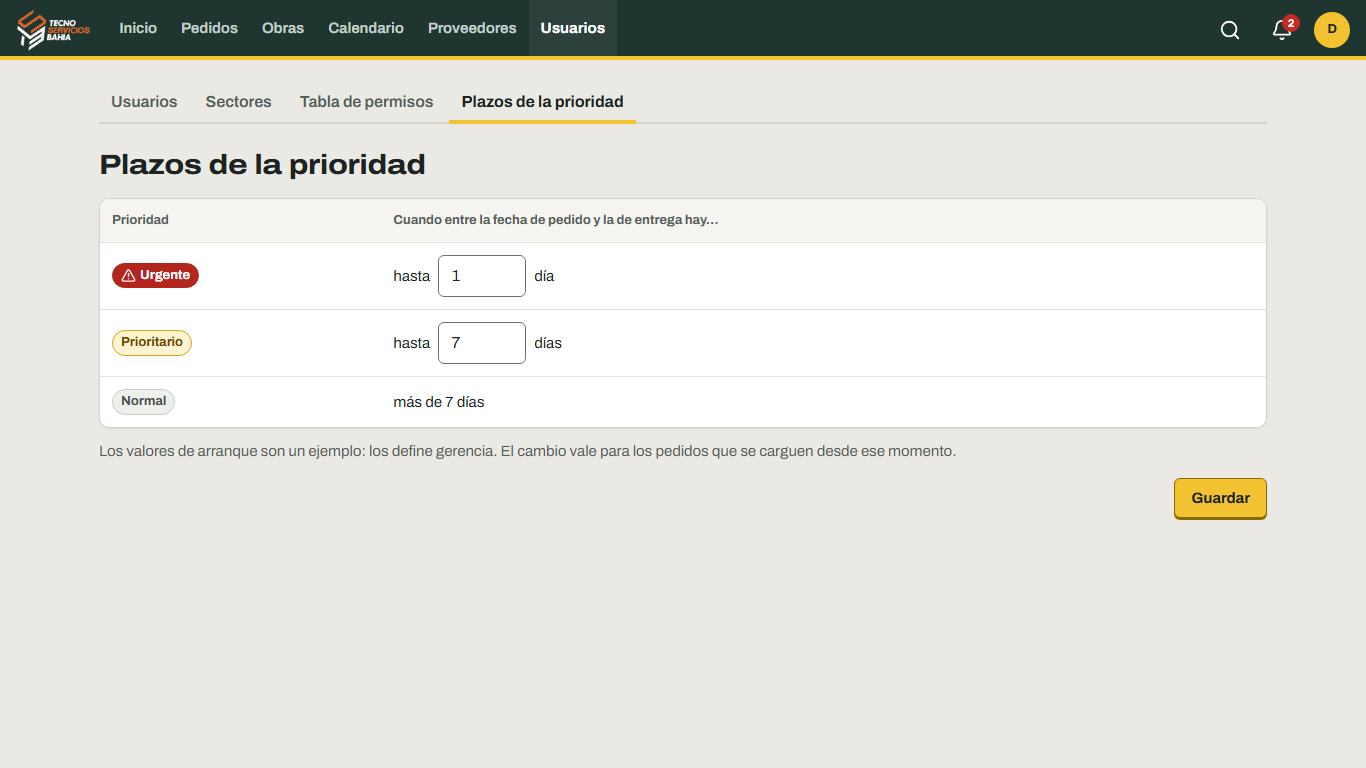 TECNO
SERVICIOS
BAHIA
Inicio
Pedidos
Obras
Calendario
Proveedores
Usuarios
2
D
Usuarios
Sectores
Tabla de permisos
Plazos de la prioridad
Plazos de la prioridad
Prioridad
Cuando entre la fecha de pedido y la de entrega hay...
Urgente
hasta 1 día
Prioritario
hasta 7 días
Normal
más de 7 días
Los valores de arranque son un ejemplo: los define gerencia. El cambio vale para los pedidos que se carguen desde ese momento.
Guardar